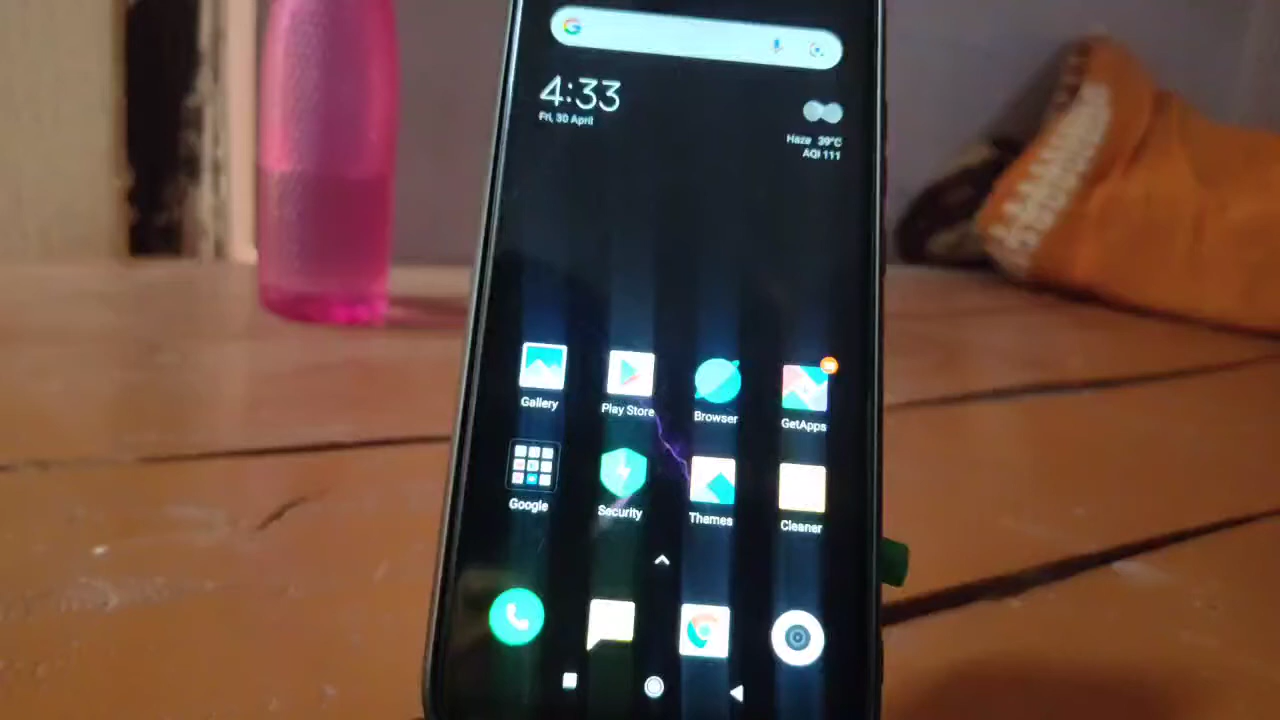 4:33
Fri, 30 April
Haze 39°C
AQI 111
Gallery
Play Store
Browser
GetApps
Google
Security
Themes
Cleaner